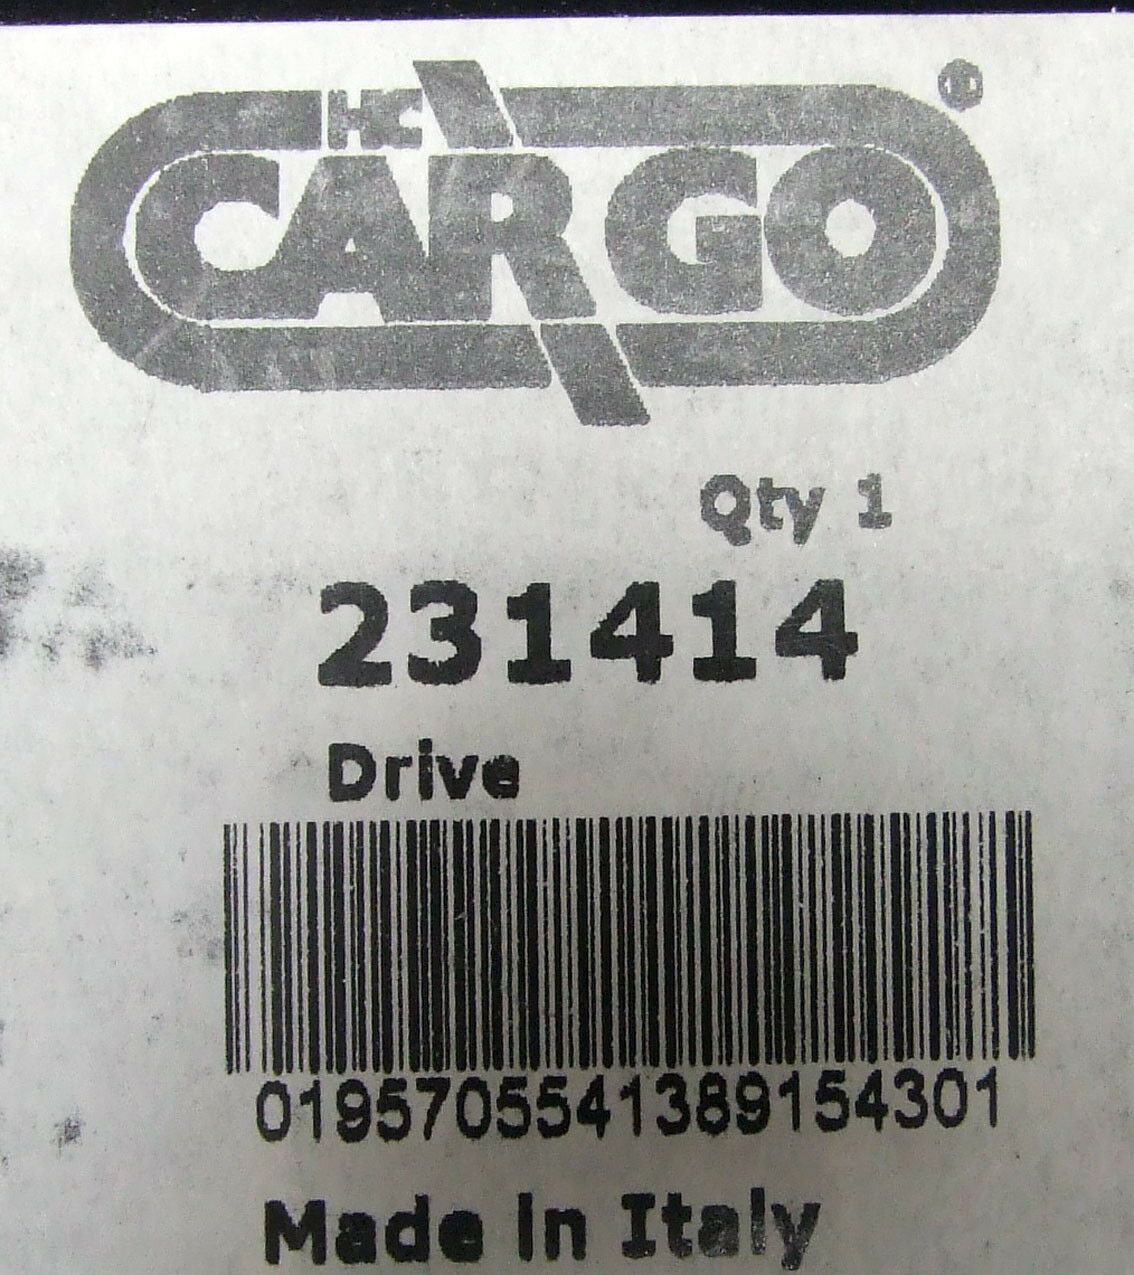 HC
CARGO®
Qty 1
231414
Drive
01957055413891543​01
Made In Italy